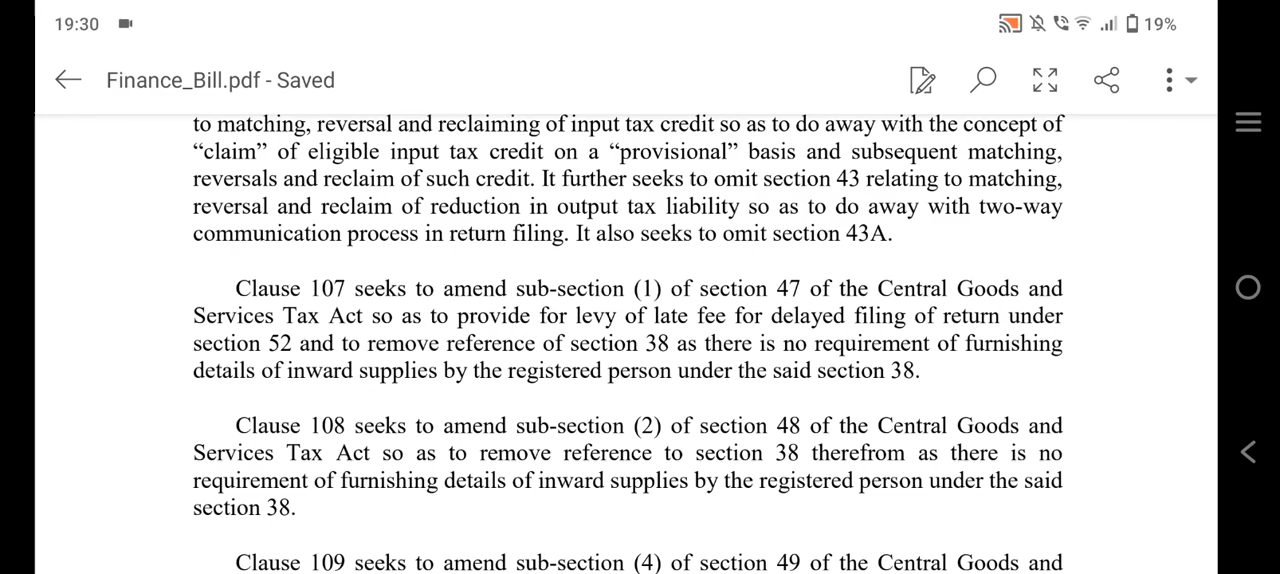 19:30
19%
Finance_Bill.pdf - Saved
to matching, reversal and reclaiming of input tax credit so as to do away with the concept of
“claim” of eligible input tax credit on a “provisional” basis and subsequent matching,
reversals and reclaim of such credit. It further seeks to omit section 43 relating to matching,
reversal and reclaim of reduction in output tax liability so as to do away with two-way
communication process in return filing. It also seeks to omit section 43A.
Clause 107 seeks to amend sub-section (1) of section 47 of the Central Goods and
Services Tax Act so as to provide for levy of late fee for delayed filing of return under
section 52 and to remove reference of section 38 as there is no requirement of furnishing
details of inward supplies by the registered person under the said section 38.
Clause 108 seeks to amend sub-section (2) of section 48 of the Central Goods and
Services Tax Act so as to remove reference to section 38 therefrom as there is no
requirement of furnishing details of inward supplies by the registered person under the said
section 38.
Clause 109 seeks to amend sub-section (4) of section 49 of the Central Goods and